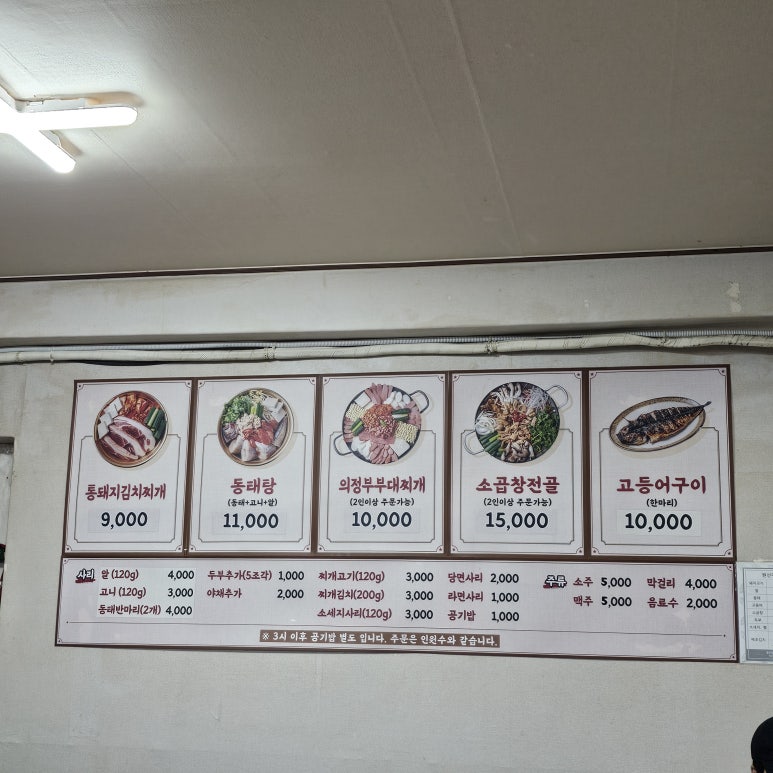 통돼지김치찌개
9,000
동태탕
(동태+고니+알)
11,000
의정부부대찌개
(2인이상 주문가능)
10,000
소곱창전골
(2인이상 주문가능)
15,000
고등어구이
(한마리)
10,000
사리
알 (120g) 4,000
고니 (120g) 3,000
동태반마리(2개) 4,000
두부추가(5조각) 1,000
야채추가 2,000
찌개고기(120g) 3,000
찌개김치(200g) 3,000
소세지사리(120g) 3,000
당면사리 2,000
라면사리 1,000
공기밥 1,000
주류
소주 5,000
맥주 5,000
막걸리 4,000
음료수 2,000
※ 3시 이후 공기밥 별도 입니다. 주문은 인원수와 같습니다.